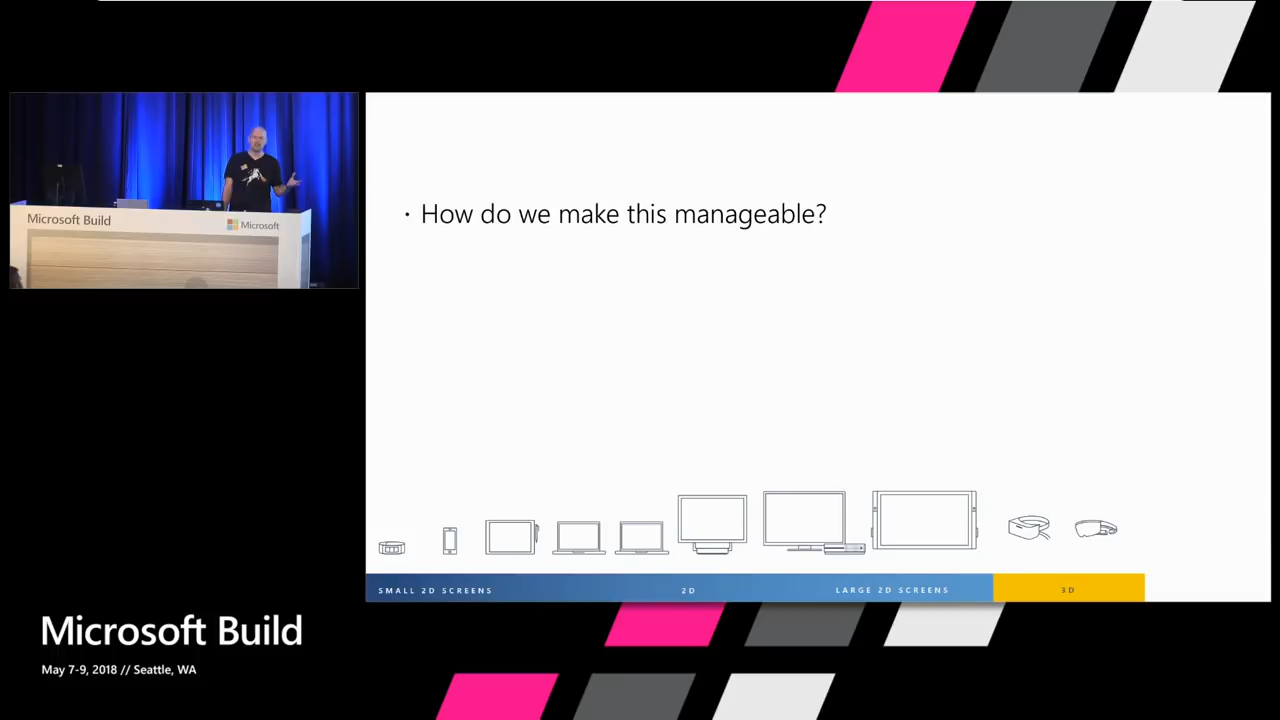 Microsoft Build
Microsoft
· How do we make this manageable?
SMALL 2D SCREENS
2D
LARGE 2D SCREENS
3D
Microsoft Build
May 7-9, 2018 // Seattle, WA